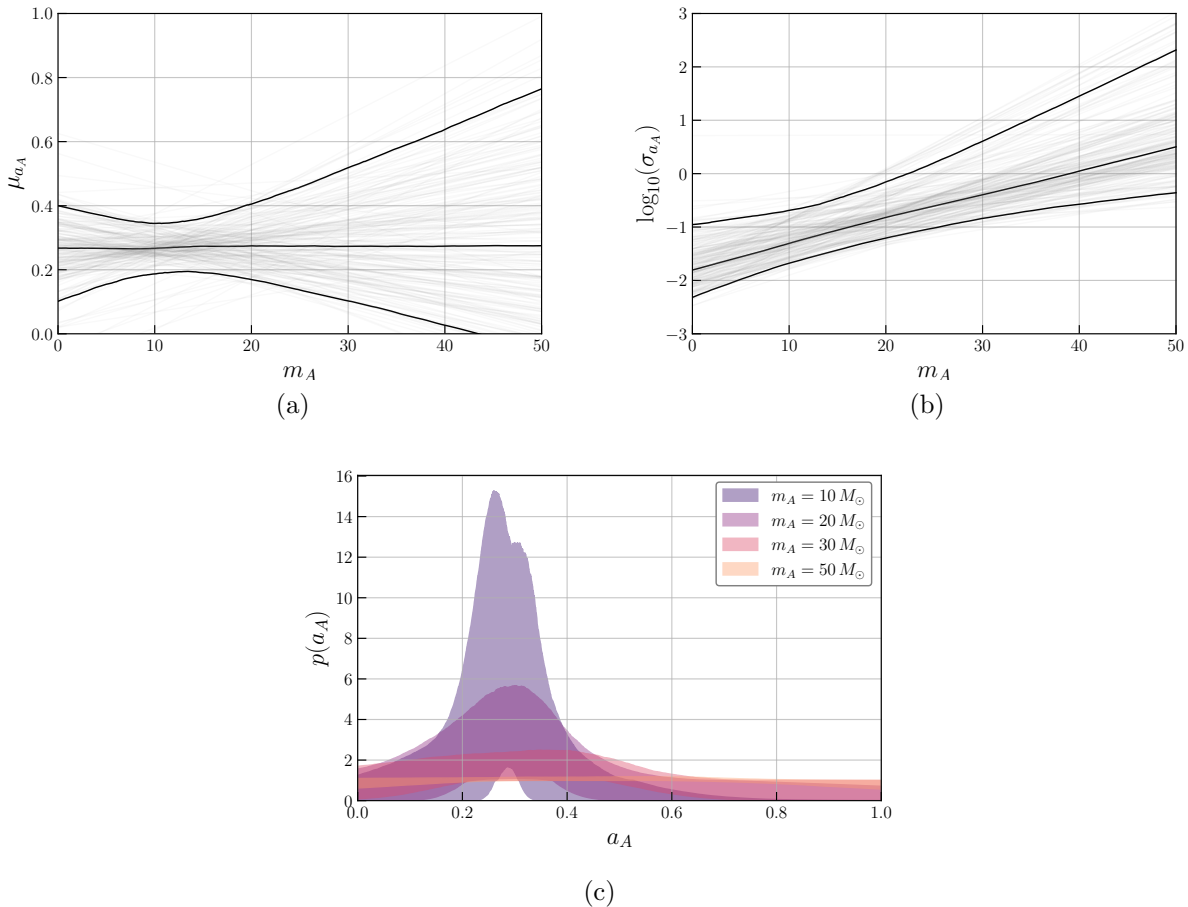 1.0
0.8
0.6
0.4
0.2
0.0
μ_{a_A}
0 10 20 30 40 50
m_A
(a)
3
2
1
0
−1
−2
−3
log_{10}(σ_{a_A})
0 10 20 30 40 50
m_A
(b)
16
14
12
10
8
6
4
2
0
p(a_A)
m_A = 10 M_⊙
m_A = 20 M_⊙
m_A = 30 M_⊙
m_A = 50 M_⊙
0.0 0.2 0.4 0.6 0.8 1.0
a_A
(c)